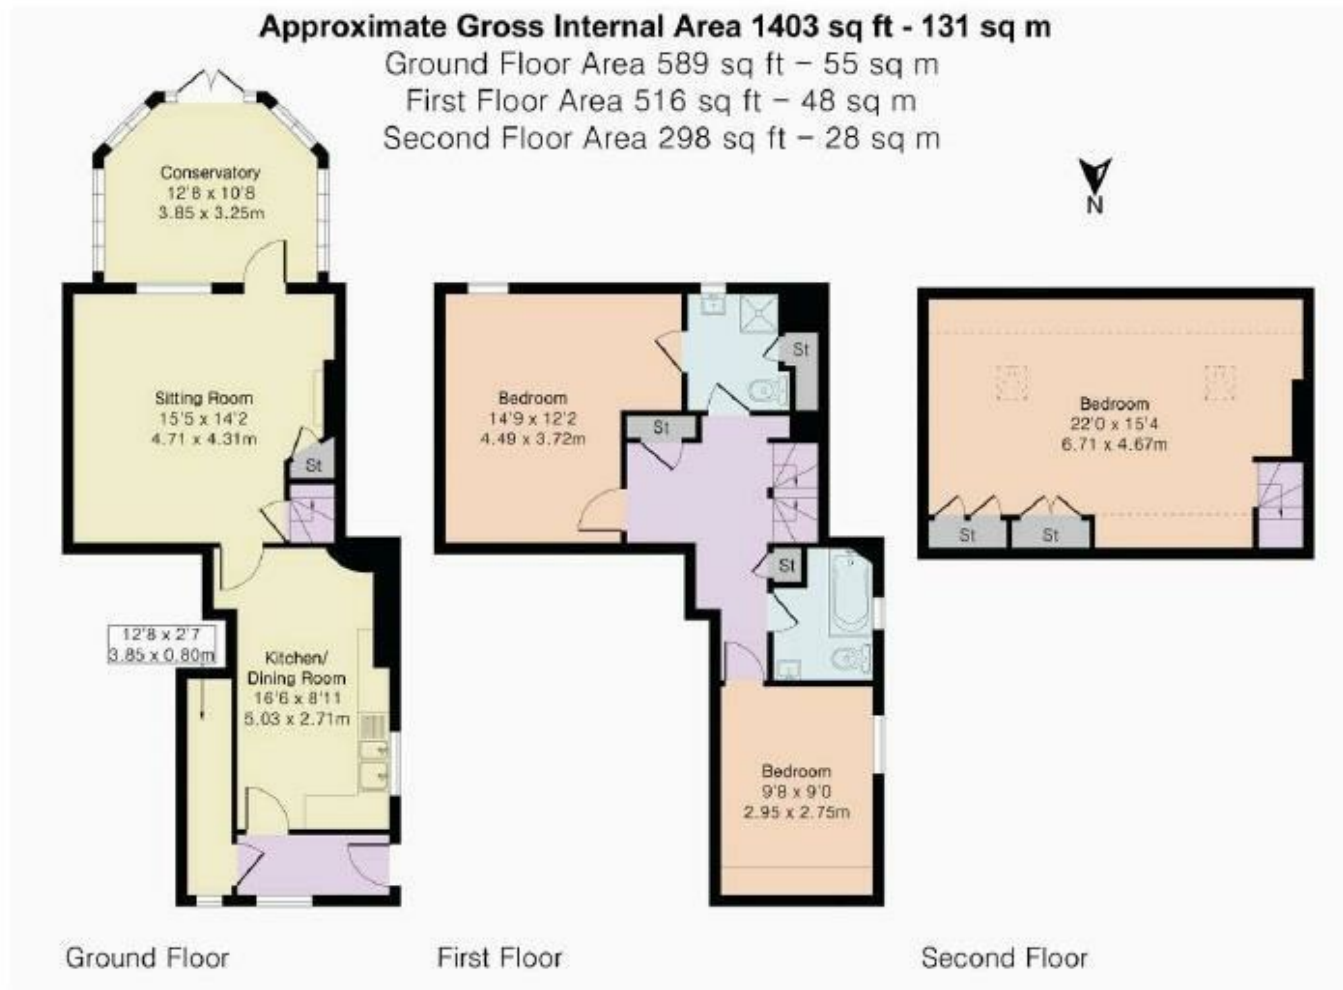 Approximate Gross Internal Area 1403 sq ft - 131 sq m
Ground Floor Area 589 sq ft – 55 sq m
First Floor Area 516 sq ft – 48 sq m
Second Floor Area 298 sq ft – 28 sq m
N
Conservatory
12'8 x 10'8
3.85 x 3.25m
Sitting Room
15'5 x 14'2
4.71 x 4.31m
St
12'8 x 2'7
3.85 x 0.80m
Kitchen/
Dining Room
16'6 x 8'11
5.03 x 2.71m
Ground Floor
Bedroom
14'9 x 12'2
4.49 x 3.72m
St
St
St
Bedroom
9'8 x 9'0
2.95 x 2.75m
First Floor
Bedroom
22'0 x 15'4
6.71 x 4.67m
St
St
Second Floor